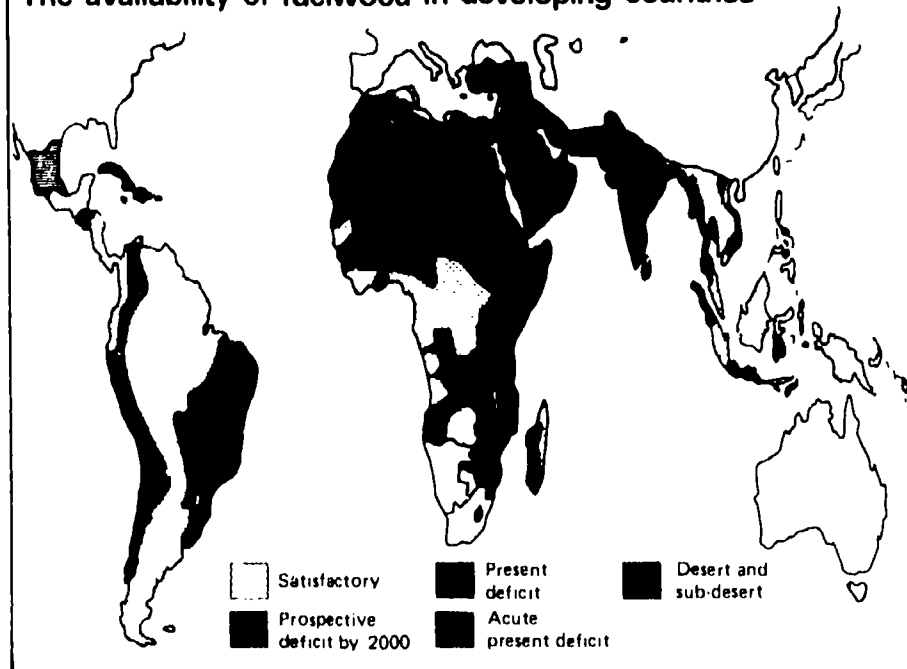 The availability of fuelwood in developing countries
Satisfactory
Prospective
deficit by 2000
Present
deficit
Acute
present deficit
Desert and
sub-desert